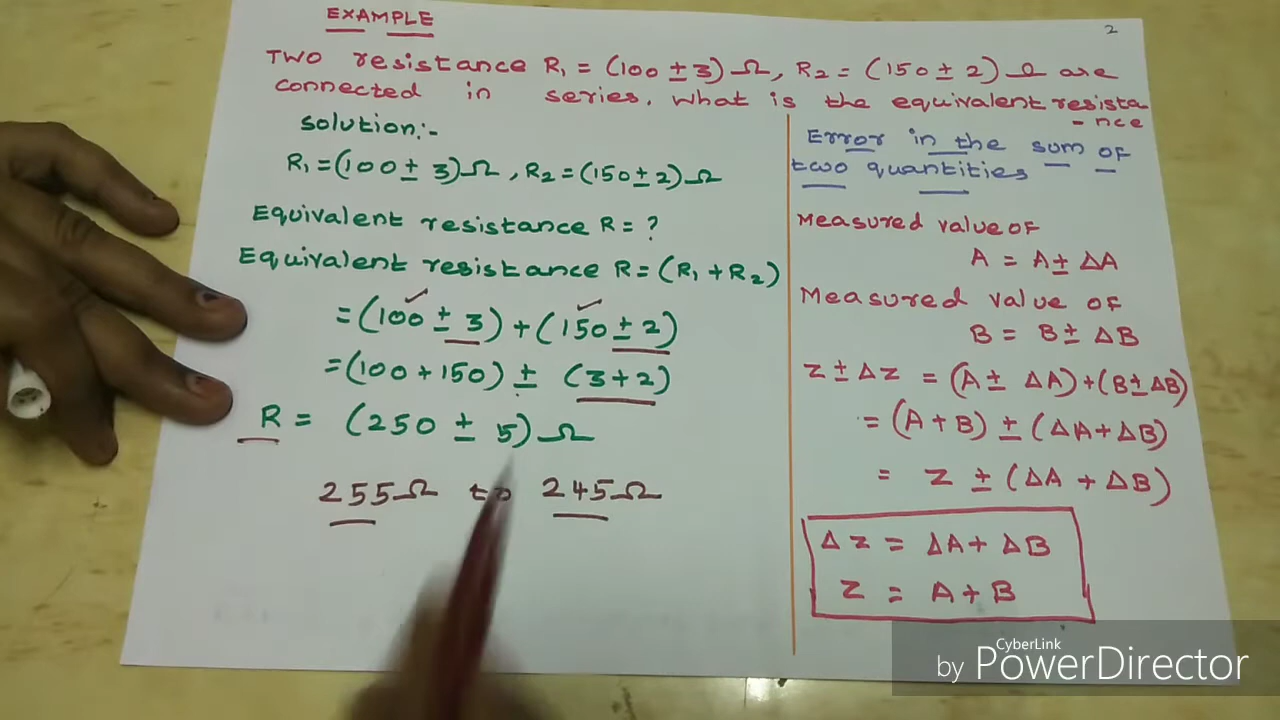 EXAMPLE
2
TWO resistance R₁ = (100 ± 3) Ω, R₂ = (150 ± 2) Ω are
connected in series. What is the equivalent resista
- nce
solution:-
R₁ = (100 ± 3) Ω, R₂ = (150 ± 2) Ω
Equivalent resistance R = ?
Equivalent resistance R = (R₁ + R₂)
= (100 ± 3) + (150 ± 2)
= (100 + 150) ± (3 + 2)
R = (250 ± 5) Ω
255 Ω to 245 Ω
Error in the sum of
two quantities
Measured value of
A = A ± ΔA
Measured value of
B = B ± ΔB
Z ± ΔZ = (A ± ΔA) + (B ± ΔB)
= (A + B) ± (ΔA + ΔB)
= Z ± (ΔA + ΔB)
ΔZ = ΔA + ΔB
Z = A + B
CyberLink
by PowerDirector